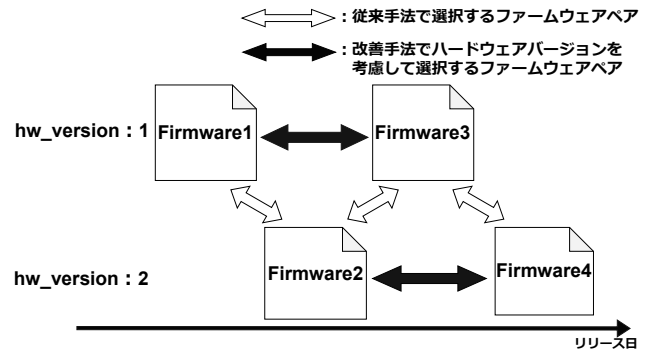 ：従来手法で選択するファームウェアペア
：改善手法でハードウェアバージョンを
考慮して選択するファームウェアペア
hw_version：1
Firmware1
Firmware3
hw_version：2
Firmware2
Firmware4
リリース日